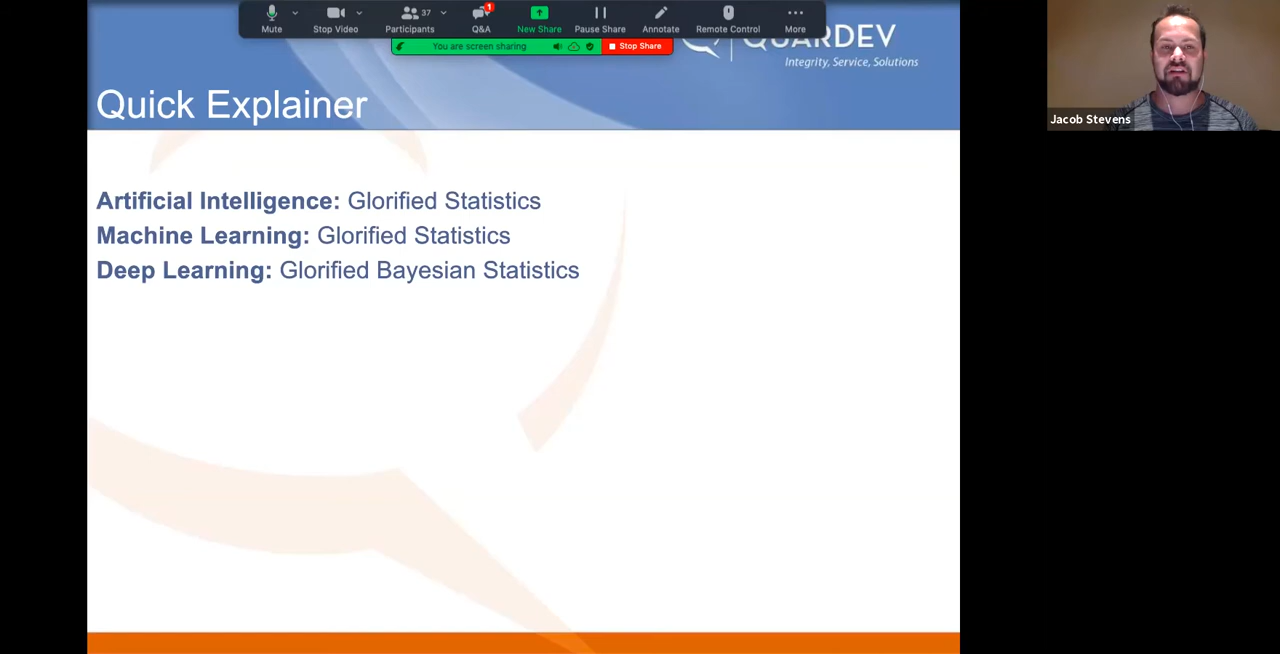 Mute
Stop Video
Participants
37
Q&A
1
New Share
Pause Share
Annotate
Remote Control
More
You are screen sharing
Stop Share
QUARDEV
Integrity, Service, Solutions
Quick Explainer
Jacob Stevens
Artificial Intelligence: Glorified Statistics
Machine Learning: Glorified Statistics
Deep Learning: Glorified Bayesian Statistics